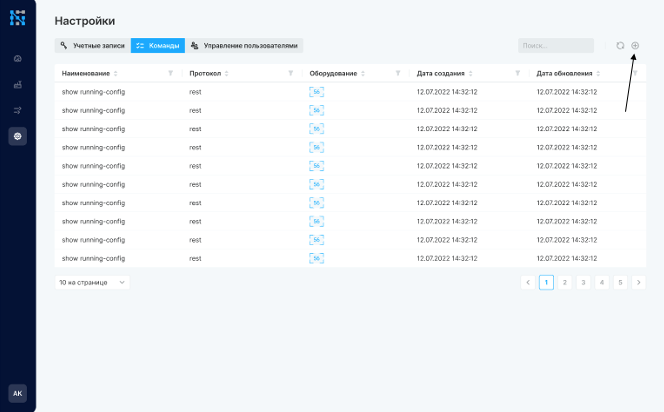 Настройки
Учетные записи Команды Управление пользователями Поиск...
Наименование Протокол Оборудование Дата создания Дата обновления
show running-config rest 56 12.07.2022 14:32:12 12.07.2022 14:32:12
show running-config rest 56 12.07.2022 14:32:12 12.07.2022 14:32:12
show running-config rest 56 12.07.2022 14:32:12 12.07.2022 14:32:12
show running-config rest 56 12.07.2022 14:32:12 12.07.2022 14:32:12
show running-config rest 56 12.07.2022 14:32:12 12.07.2022 14:32:12
show running-config rest 56 12.07.2022 14:32:12 12.07.2022 14:32:12
show running-config rest 56 12.07.2022 14:32:12 12.07.2022 14:32:12
show running-config rest 56 12.07.2022 14:32:12 12.07.2022 14:32:12
show running-config rest 56 12.07.2022 14:32:12 12.07.2022 14:32:12
show running-config rest 56 12.07.2022 14:32:12 12.07.2022 14:32:12
10 на странице 1 2 3 4 5
АК